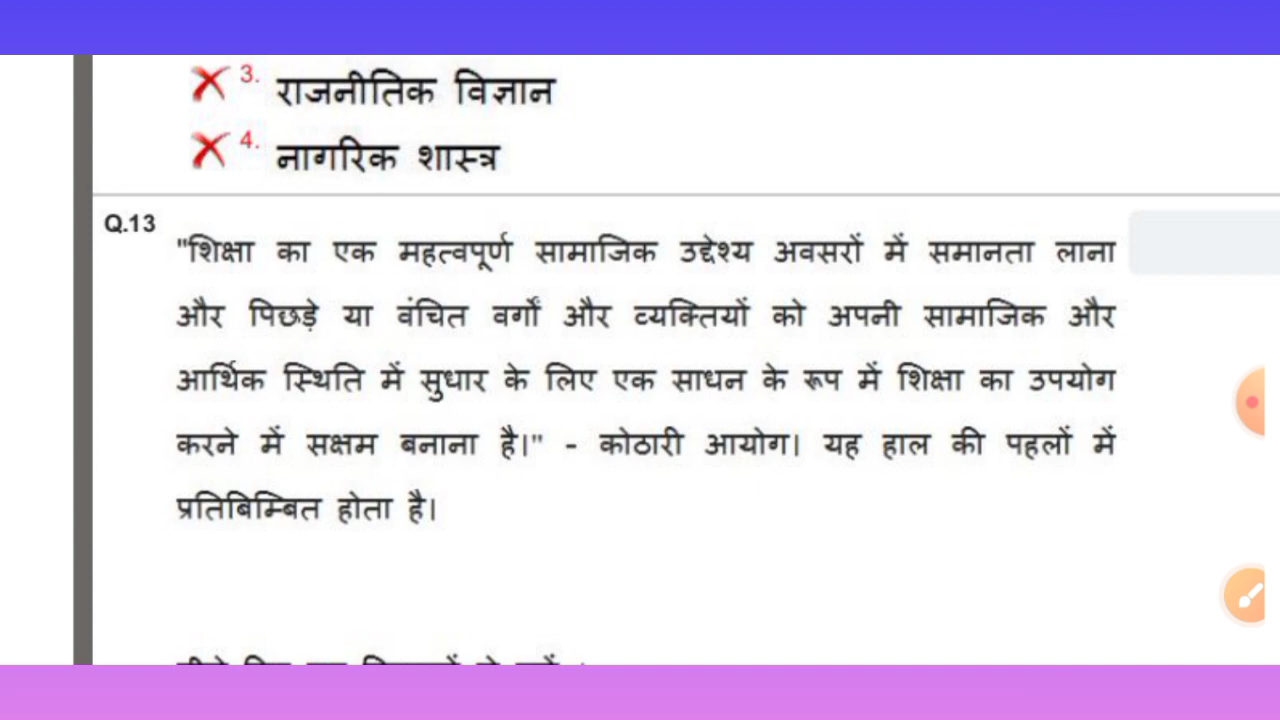 3. राजनीतिक विज्ञान
4. नागरिक शास्त्र
Q.13
"शिक्षा का एक महत्वपूर्ण सामाजिक उद्देश्य अवसरों में समानता लाना
और पिछड़े या वंचित वर्गों और व्यक्तियों को अपनी सामाजिक और
आर्थिक स्थिति में सुधार के लिए एक साधन के रूप में शिक्षा का उपयोग
करने में सक्षम बनाना है।" - कोठारी आयोग। यह हाल की पहलों में
प्रतिबिम्बित होता है।